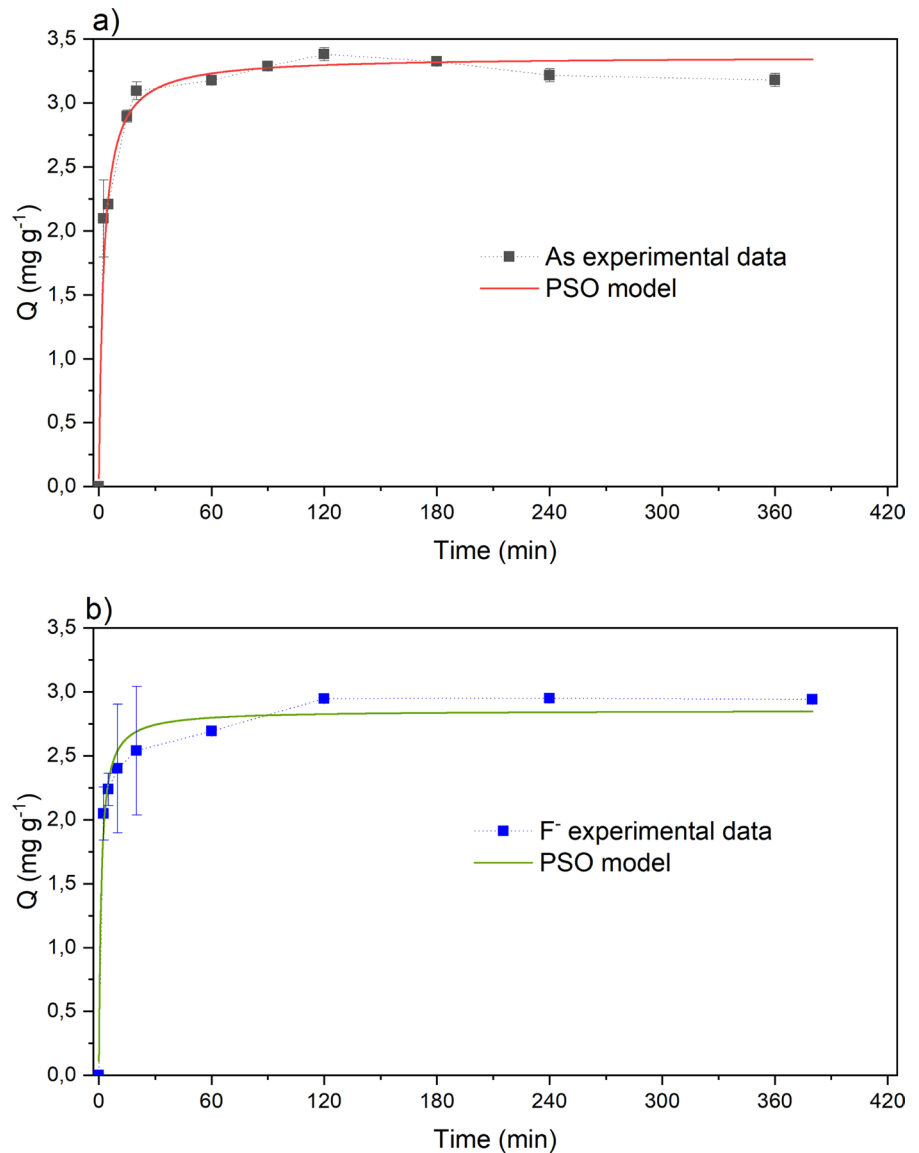 a)
3,5
3,0
2,5
2,0
1,5
1,0
0,5
0,0
Q (mg g⁻¹)
As experimental data
PSO model
0 60 120 180 240 300 360 420
Time (min)
b)
3,5
3,0
2,5
2,0
1,5
1,0
0,5
0,0
Q (mg g⁻¹)
F⁻ experimental data
PSO model
0 60 120 180 240 300 360 420
Time (min)